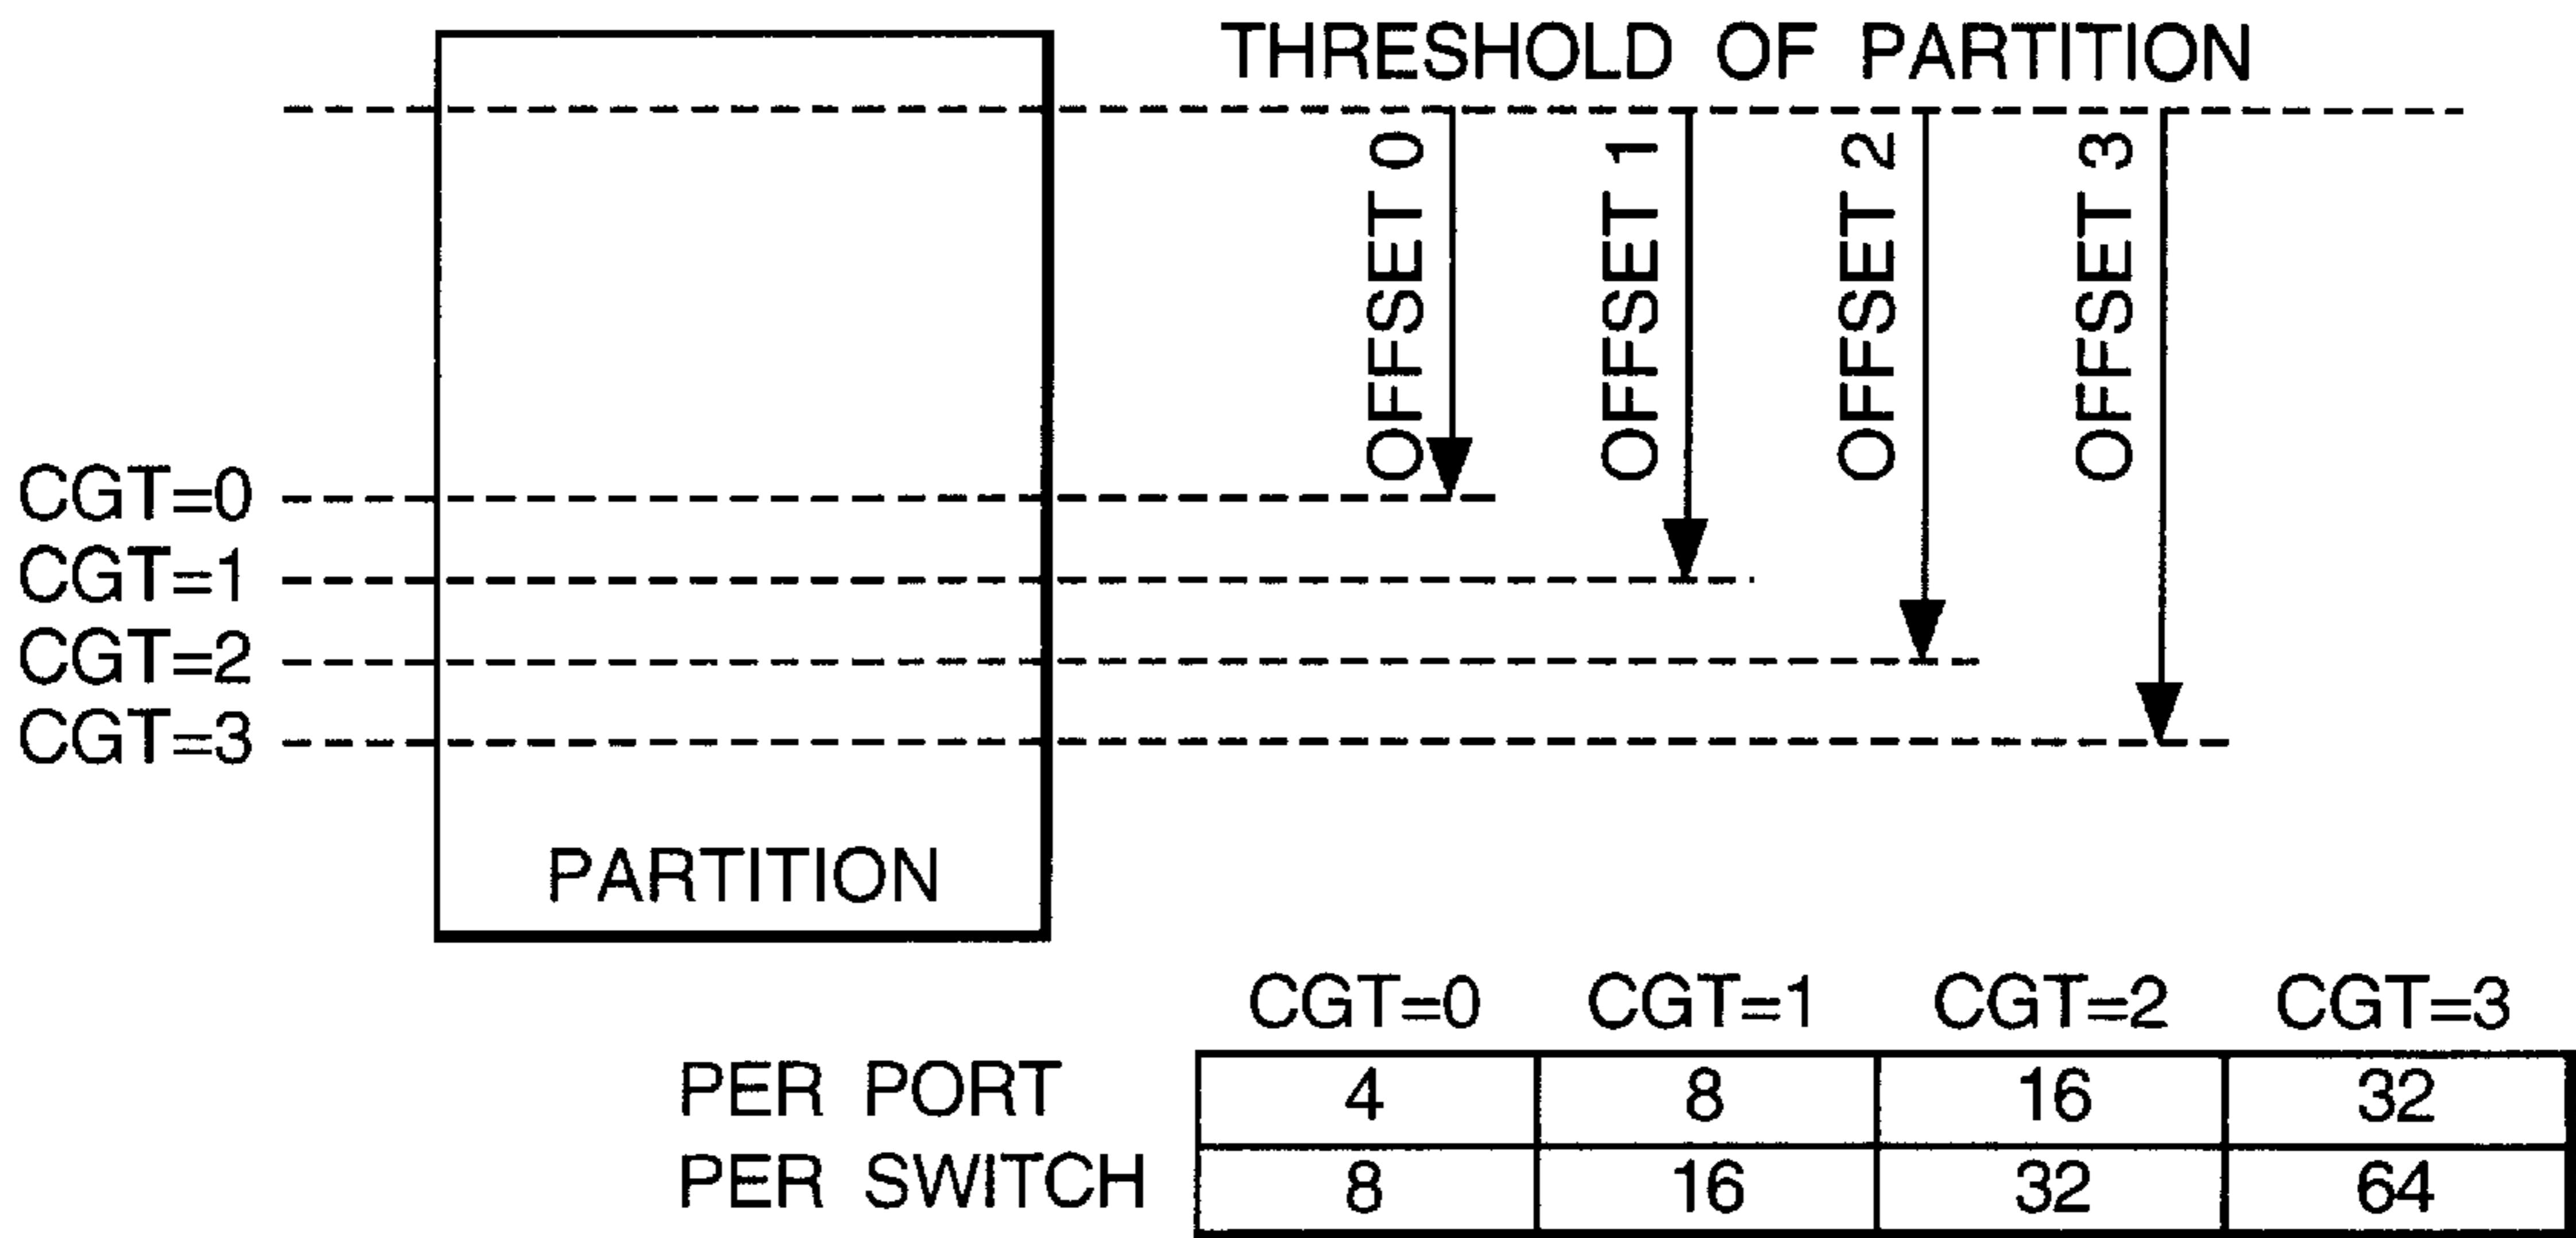 THRESHOLD OF PARTITION
OFFSET 0
OFFSET 1
OFFSET 2
OFFSET 3
CGT=0
CGT=1
CGT=2
CGT=3
PARTITION
CGT=0 CGT=1 CGT=2 CGT=3
PER PORT 4 8 16 32
PER SWITCH 8 16 32 64